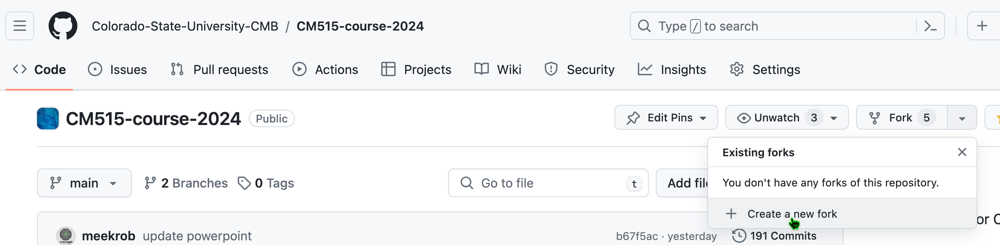 Colorado-State-University-CMB / CM515-course-2024
Type / to search
Code Issues Pull requests Actions Projects Wiki Security Insights Settings
CM515-course-2024 Public
Edit Pins Unwatch 3 Fork 5
Existing forks
You don't have any forks of this repository.
Create a new fork
main 2 Branches 0 Tags
Go to file t
Add file
or C
meekrob update powerpoint
b67f5ac · yesterday 191 Commits